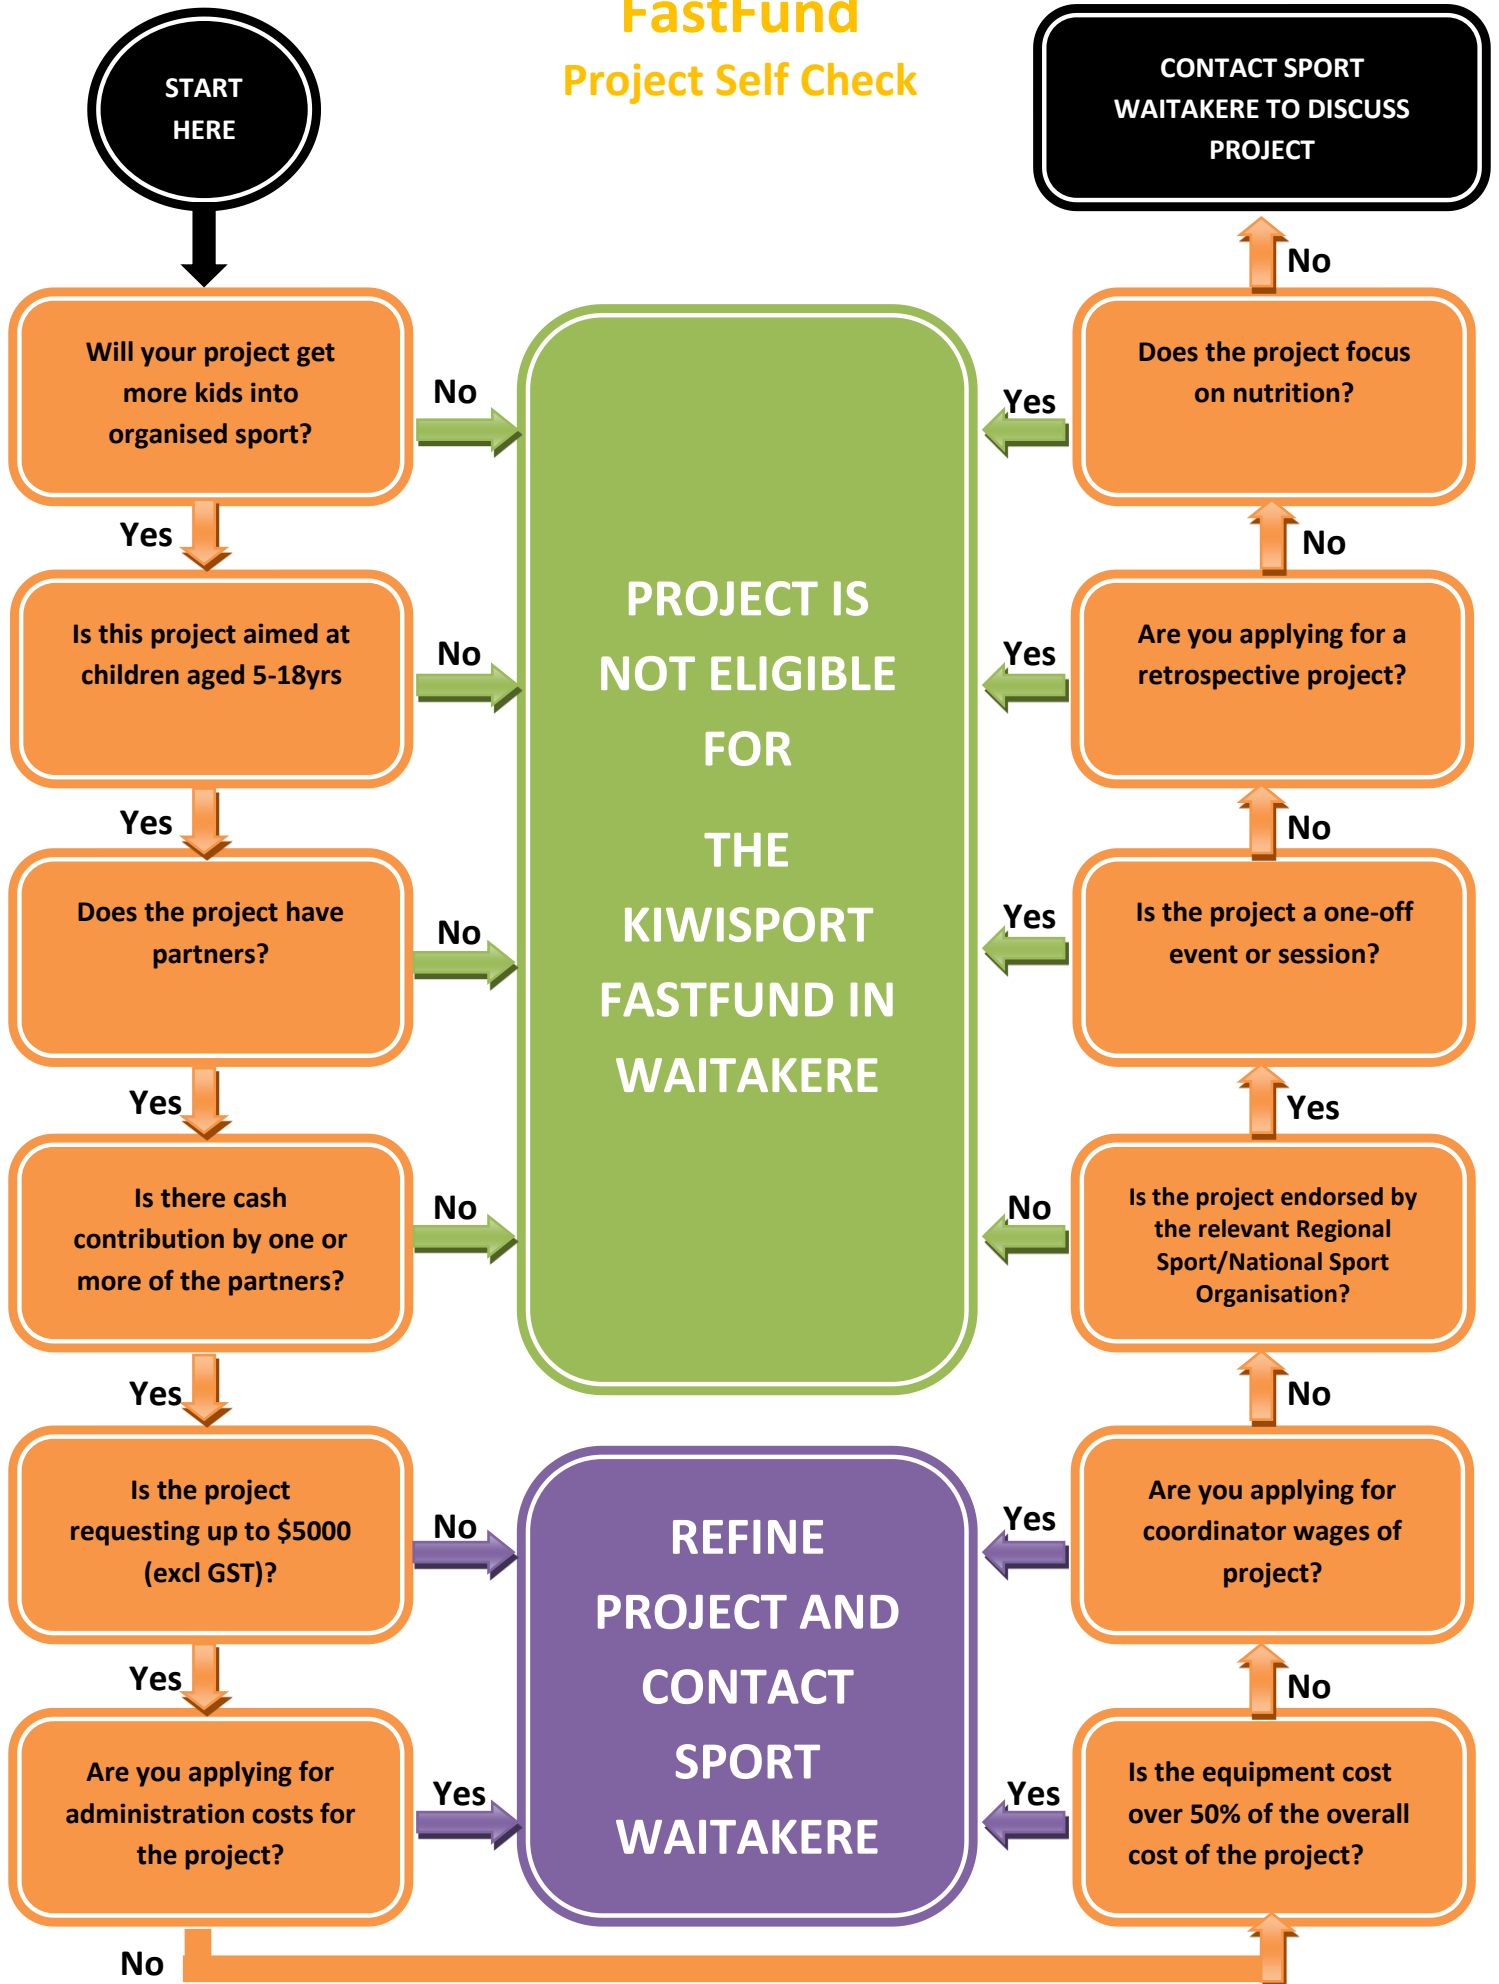 FastFund
Project Self Check
START
HERE
CONTACT SPORT
WAITAKERE TO DISCUSS
PROJECT
Will your project get
more kids into
organised sport?
No
Yes
Is this project aimed at
children aged 5-18yrs
No
Yes
Does the project have
partners?
No
Yes
Is there cash
contribution by one or
more of the partners?
No
Yes
Is the project
requesting up to $5000
(excl GST)?
No
Yes
Are you applying for
administration costs for
the project?
Yes
No
PROJECT IS
NOT ELIGIBLE
FOR
THE
KIWISPORT
FASTFUND IN
WAITAKERE
REFINE
PROJECT AND
CONTACT
SPORT
WAITAKERE
No
Does the project focus
on nutrition?
Yes
No
Are you applying for a
retrospective project?
Yes
No
Is the project a one-off
event or session?
Yes
Yes
Is the project endorsed by
the relevant Regional
Sport/National Sport
Organisation?
No
No
Are you applying for
coordinator wages of
project?
Yes
No
Is the equipment cost
over 50% of the overall
cost of the project?
Yes